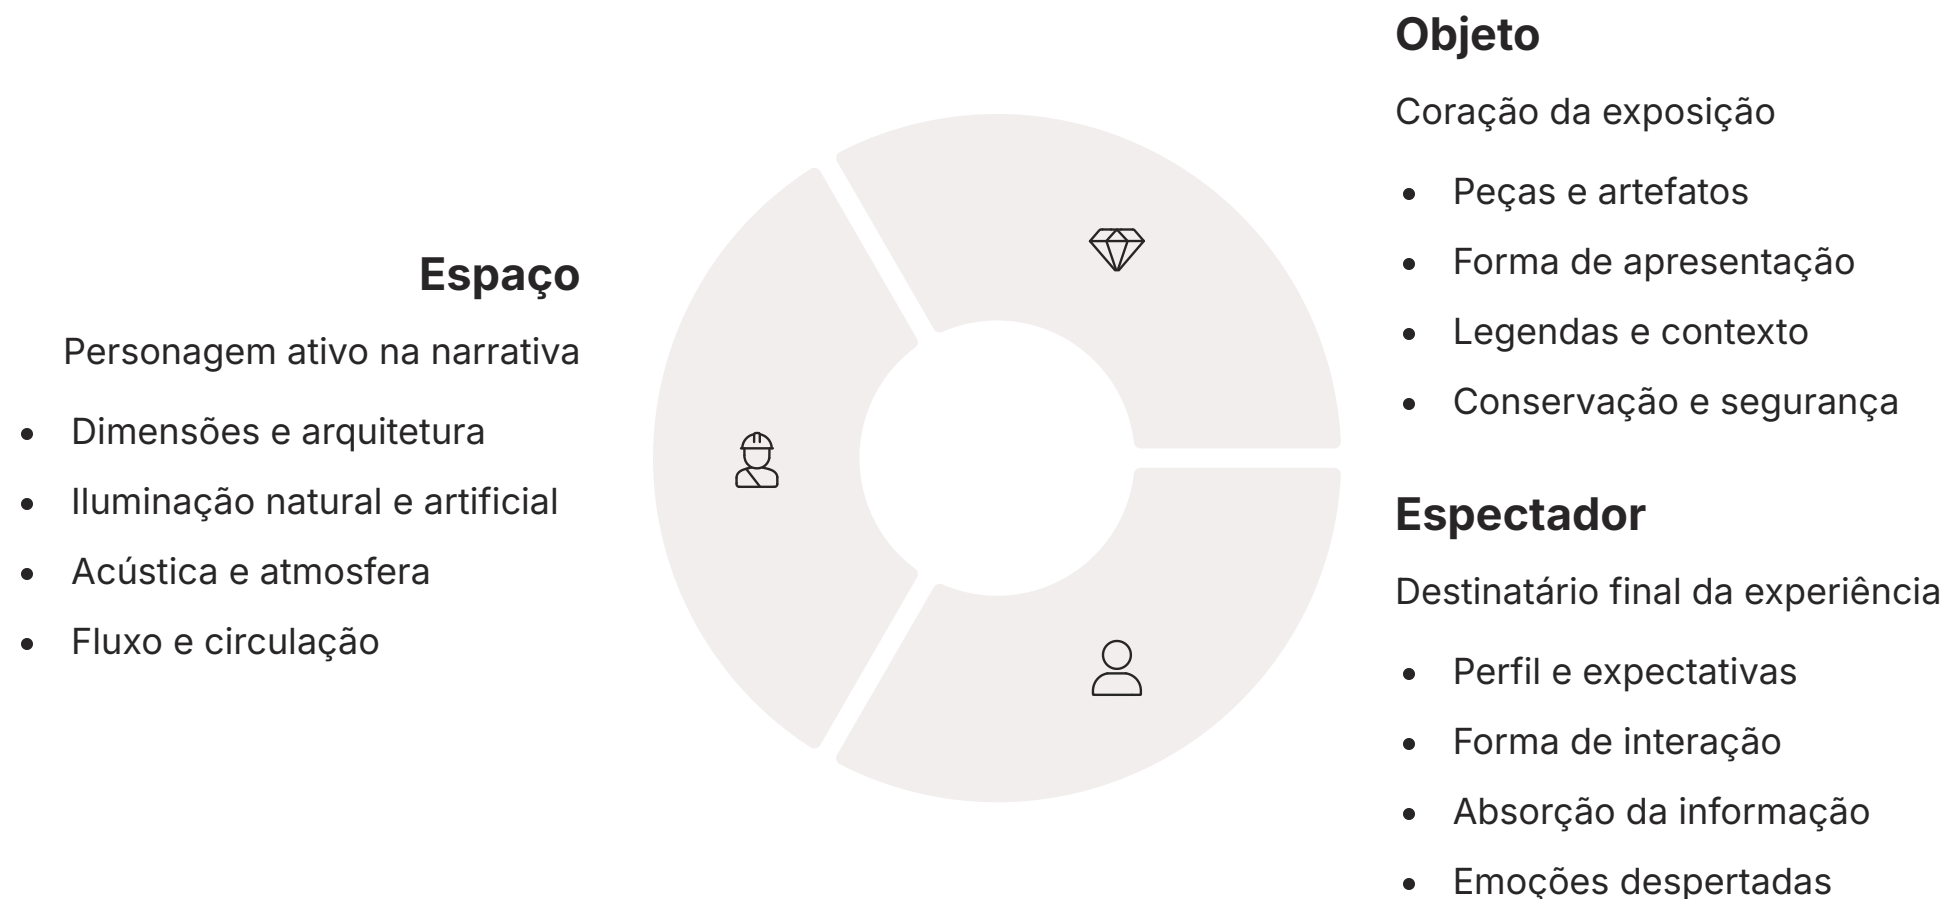 Objeto
Coração da exposição
• Peças e artefatos
• Forma de apresentação
• Legendas e contexto
• Conservação e segurança
Espaço
Personagem ativo na narrativa
• Dimensões e arquitetura
• Iluminação natural e artificial
• Acústica e atmosfera
• Fluxo e circulação
Espectador
Destinatário final da experiência
• Perfil e expectativas
• Forma de interação
• Absorção da informação
• Emoções despertadas